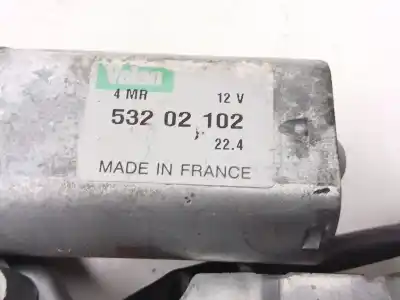 Valeo
4 MR 12 V
532 02 102
22.4
MADE IN FRANCE